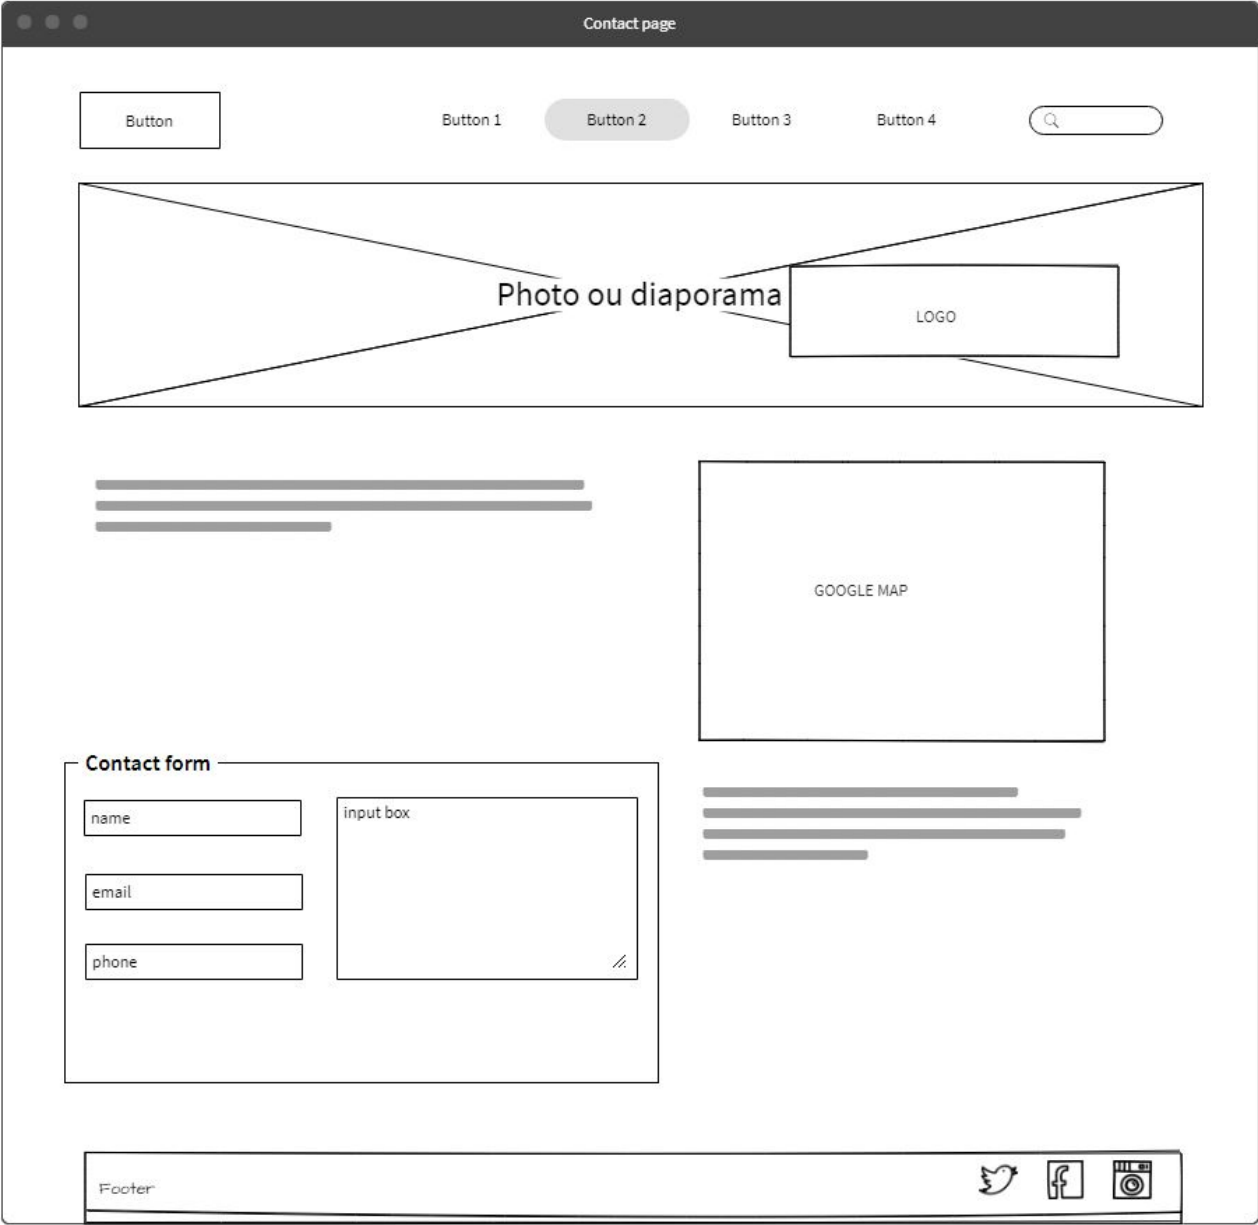 Contact page
Button
Button 1
Button 2
Button 3
Button 4
Photo ou diaporama
LOGO
GOOGLE MAP
Contact form
name
input box
email
phone
Footer